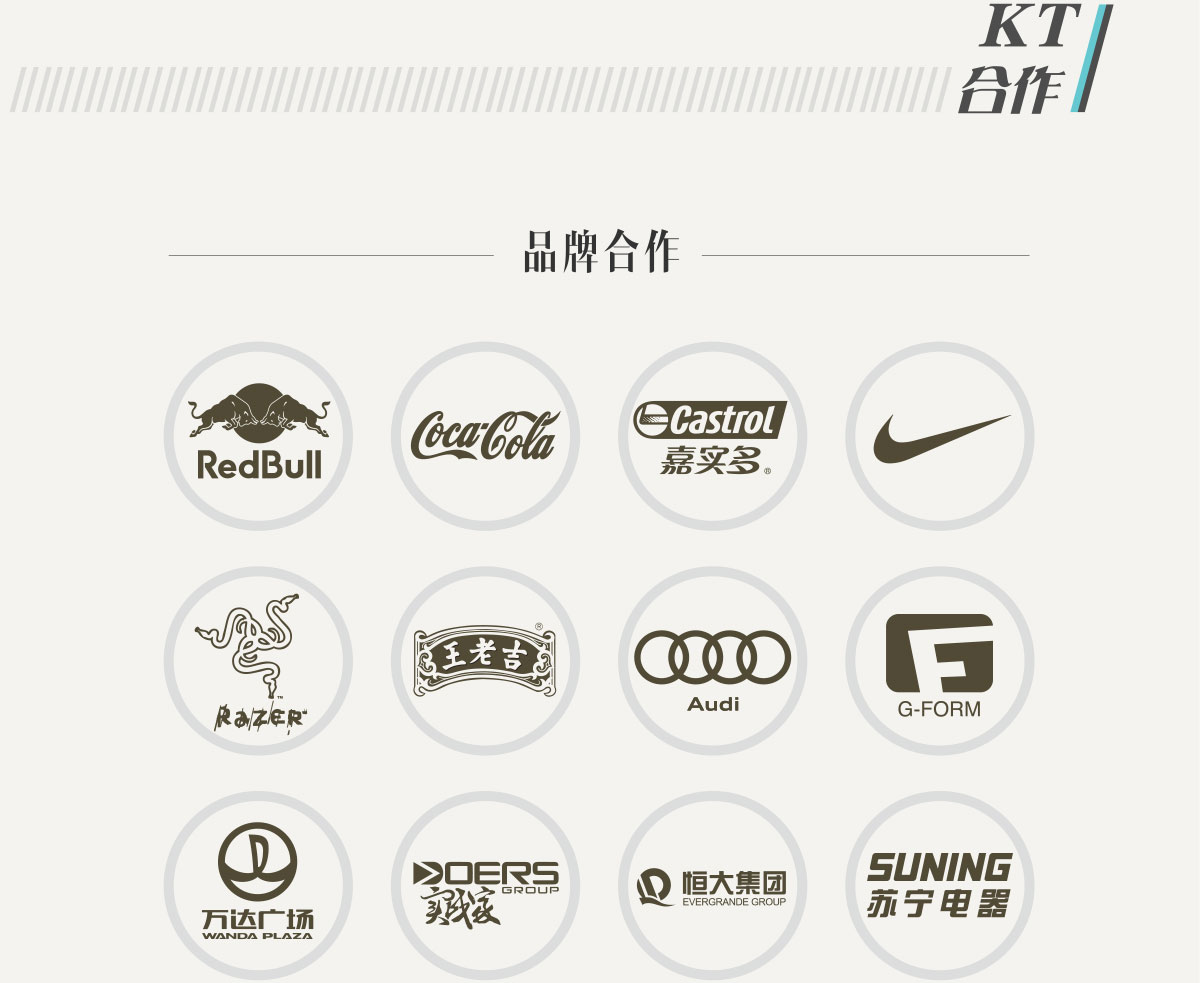 KT
合作
品牌合作
RedBull
Coca-Cola
Castrol
嘉实多®
RAZER™
王老吉®
Audi
G-FORM
万达广场
WANDA PLAZA
DOERS
GROUP
实践家
恒大集团
EVERGRANDE GROUP
SUNING
苏宁电器